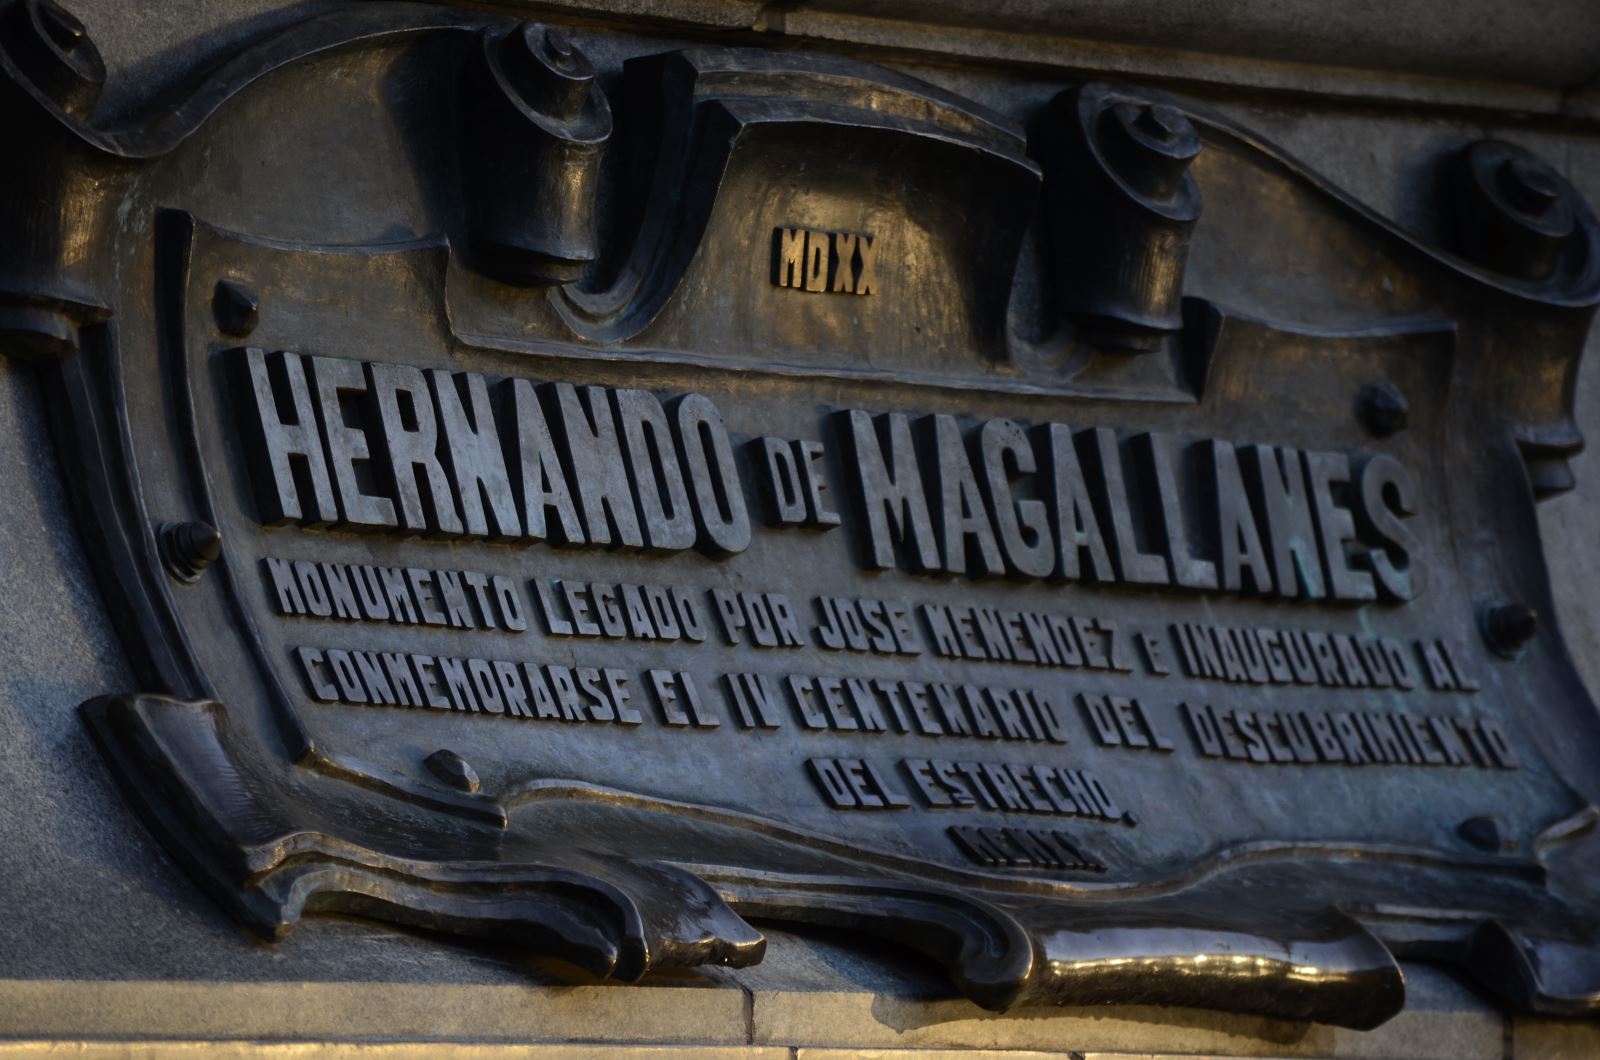 MDXX
HERNANDO DE MAGALLANES
MONUMENTO LEGADO POR JOSE MENENDEZ E INAUGURADO AL
CONMEMORARSE EL IV CENTENARIO DEL DESCUBRIMIENTO
DEL ESTRECHO.
MCMXX